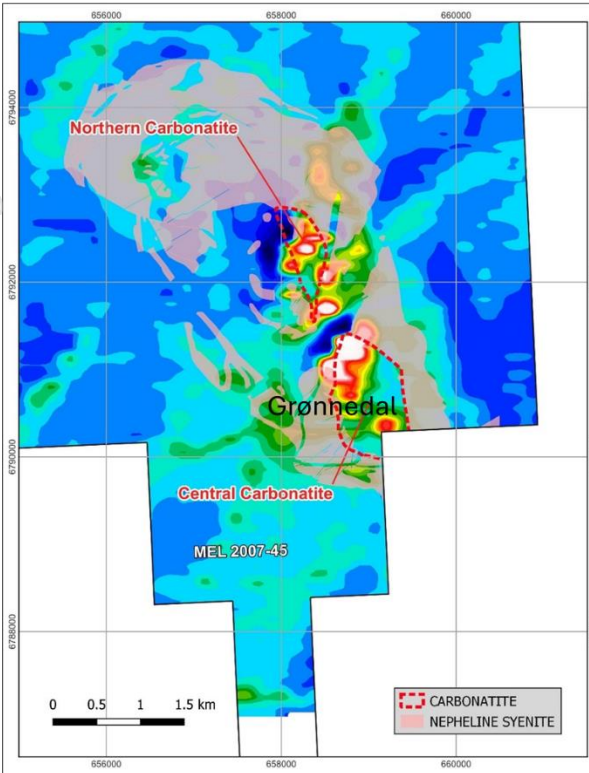 656000
658000
660000
6794000
Northern Carbonatite
6792000
Grønnedal
6790000
Central Carbonatite
MEL 2007-45
6788000
CARBONATITE
NEPHELINE SYENITE
0 0.5 1 1.5 km
656000
658000
660000